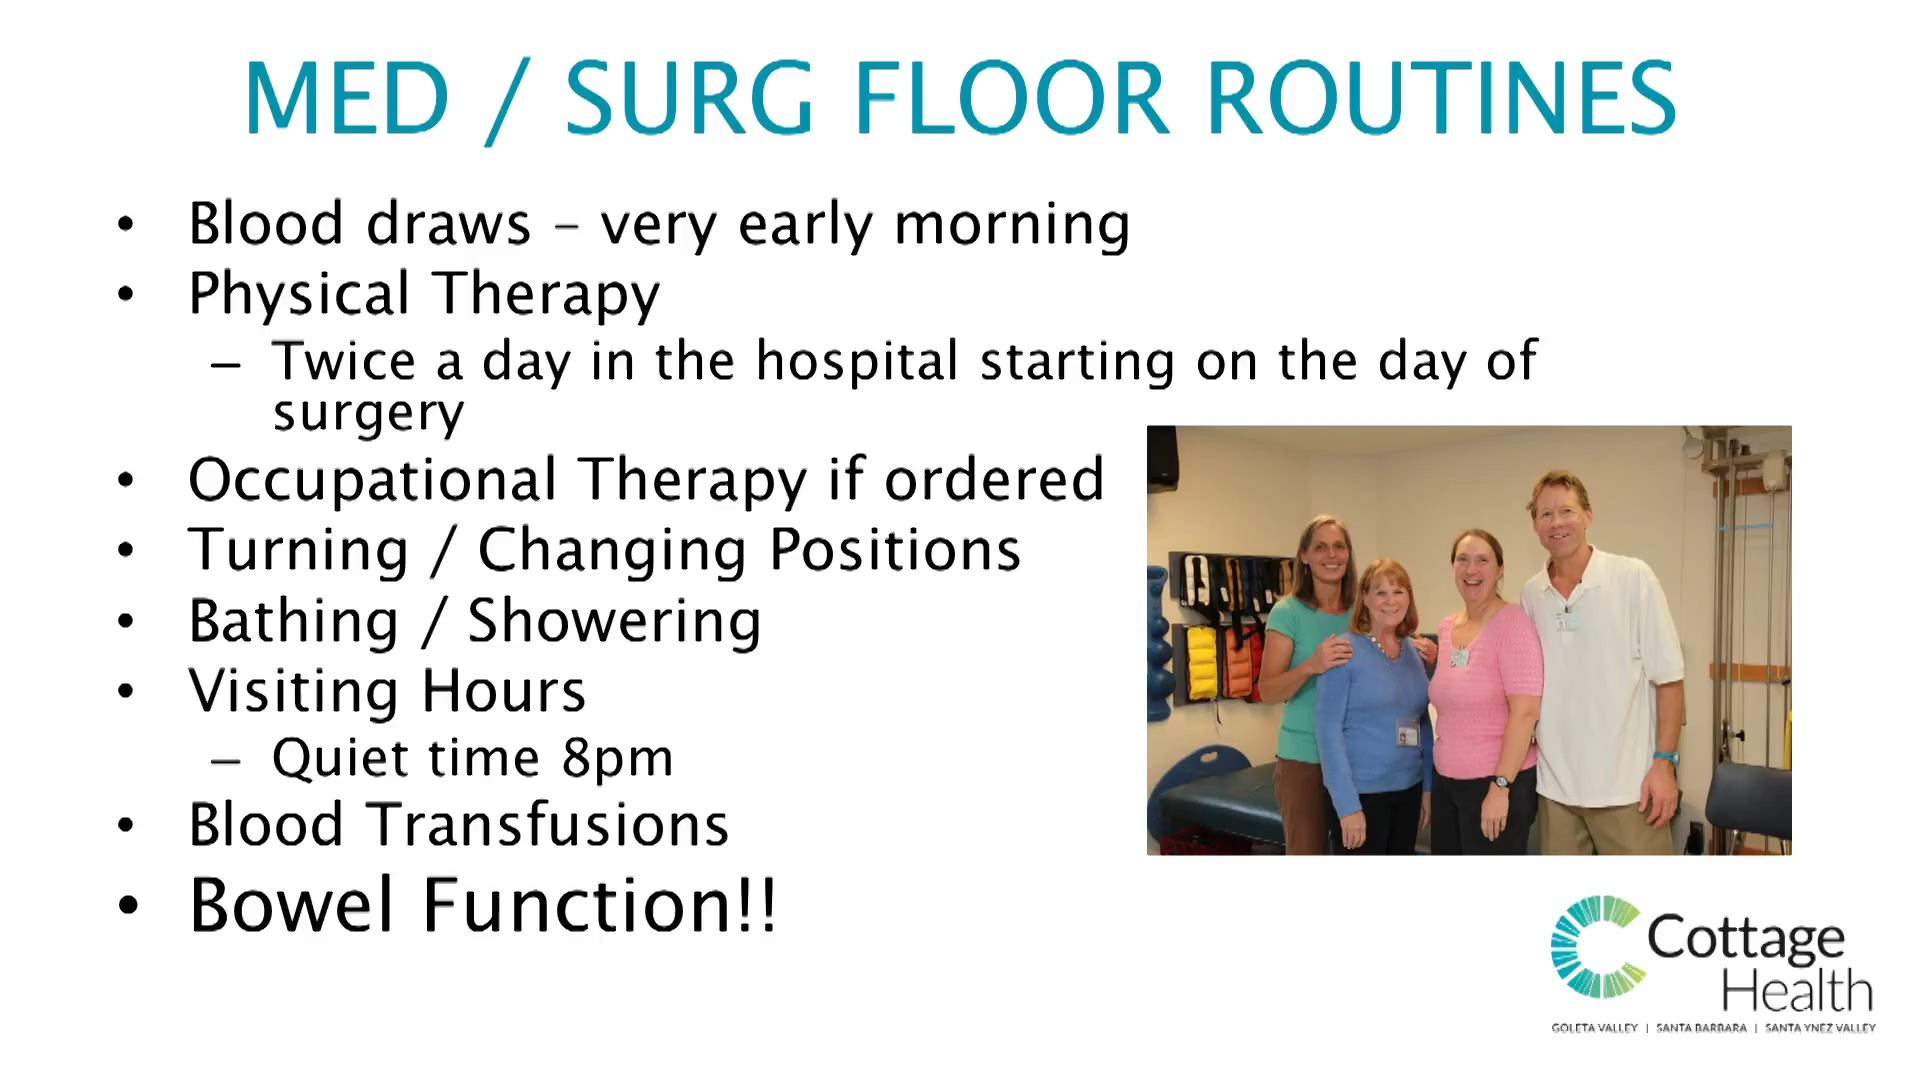 MED / SURG FLOOR ROUTINES
• Blood draws – very early morning
• Physical Therapy
– Twice a day in the hospital starting on the day of
surgery
• Occupational Therapy if ordered
• Turning / Changing Positions
• Bathing / Showering
• Visiting Hours
– Quiet time 8pm
• Blood Transfusions
• Bowel Function!!
Cottage
Health
GOLETA VALLEY | SANTA BARBARA | SANTA YNEZ VALLEY